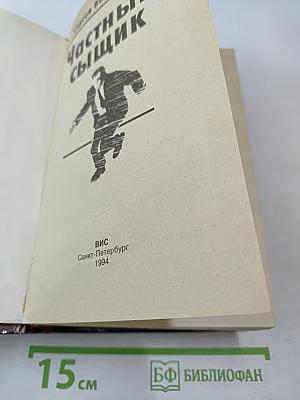 Частный
сыщик
ВИС
Санкт-Петербург
1994
15 см
БФ БИБЛИОФАН